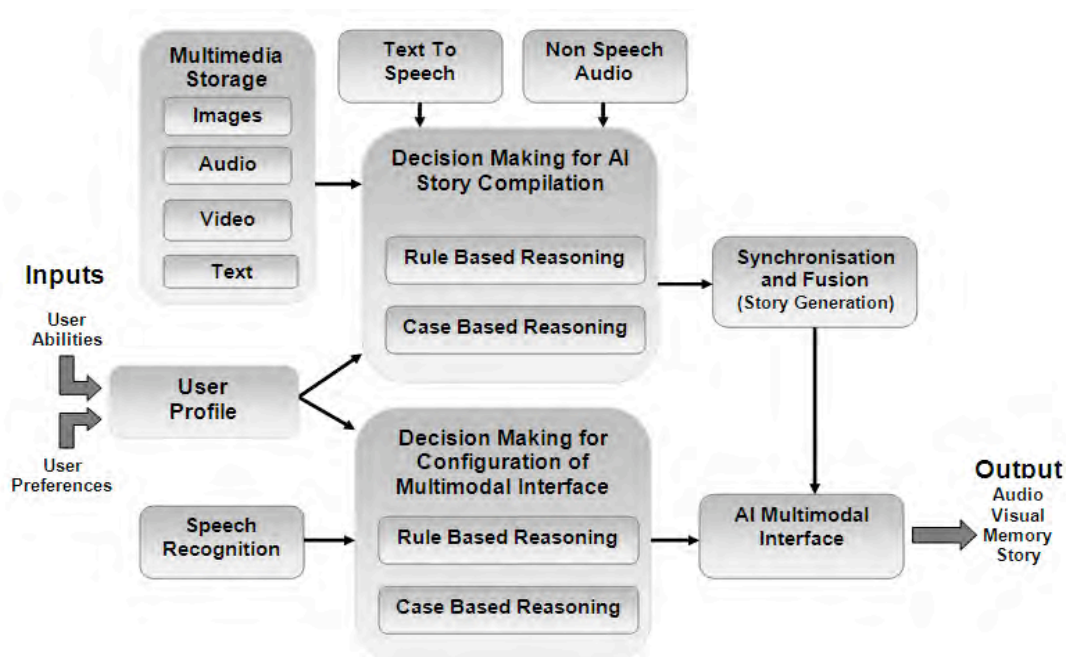 Multimedia
Storage
Images
Audio
Video
Text
Text To
Speech
Non Speech
Audio
Decision Making for AI
Story Compilation
Rule Based Reasoning
Case Based Reasoning
Synchronisation
and Fusion
(Story Generation)
Inputs
User
Abilities
User
Preferences
User
Profile
Speech
Recognition
Decision Making for
Configuration of
Multimodal Interface
Rule Based Reasoning
Case Based Reasoning
AI Multimodal
Interface
Output
Audio
Visual
Memory
Story